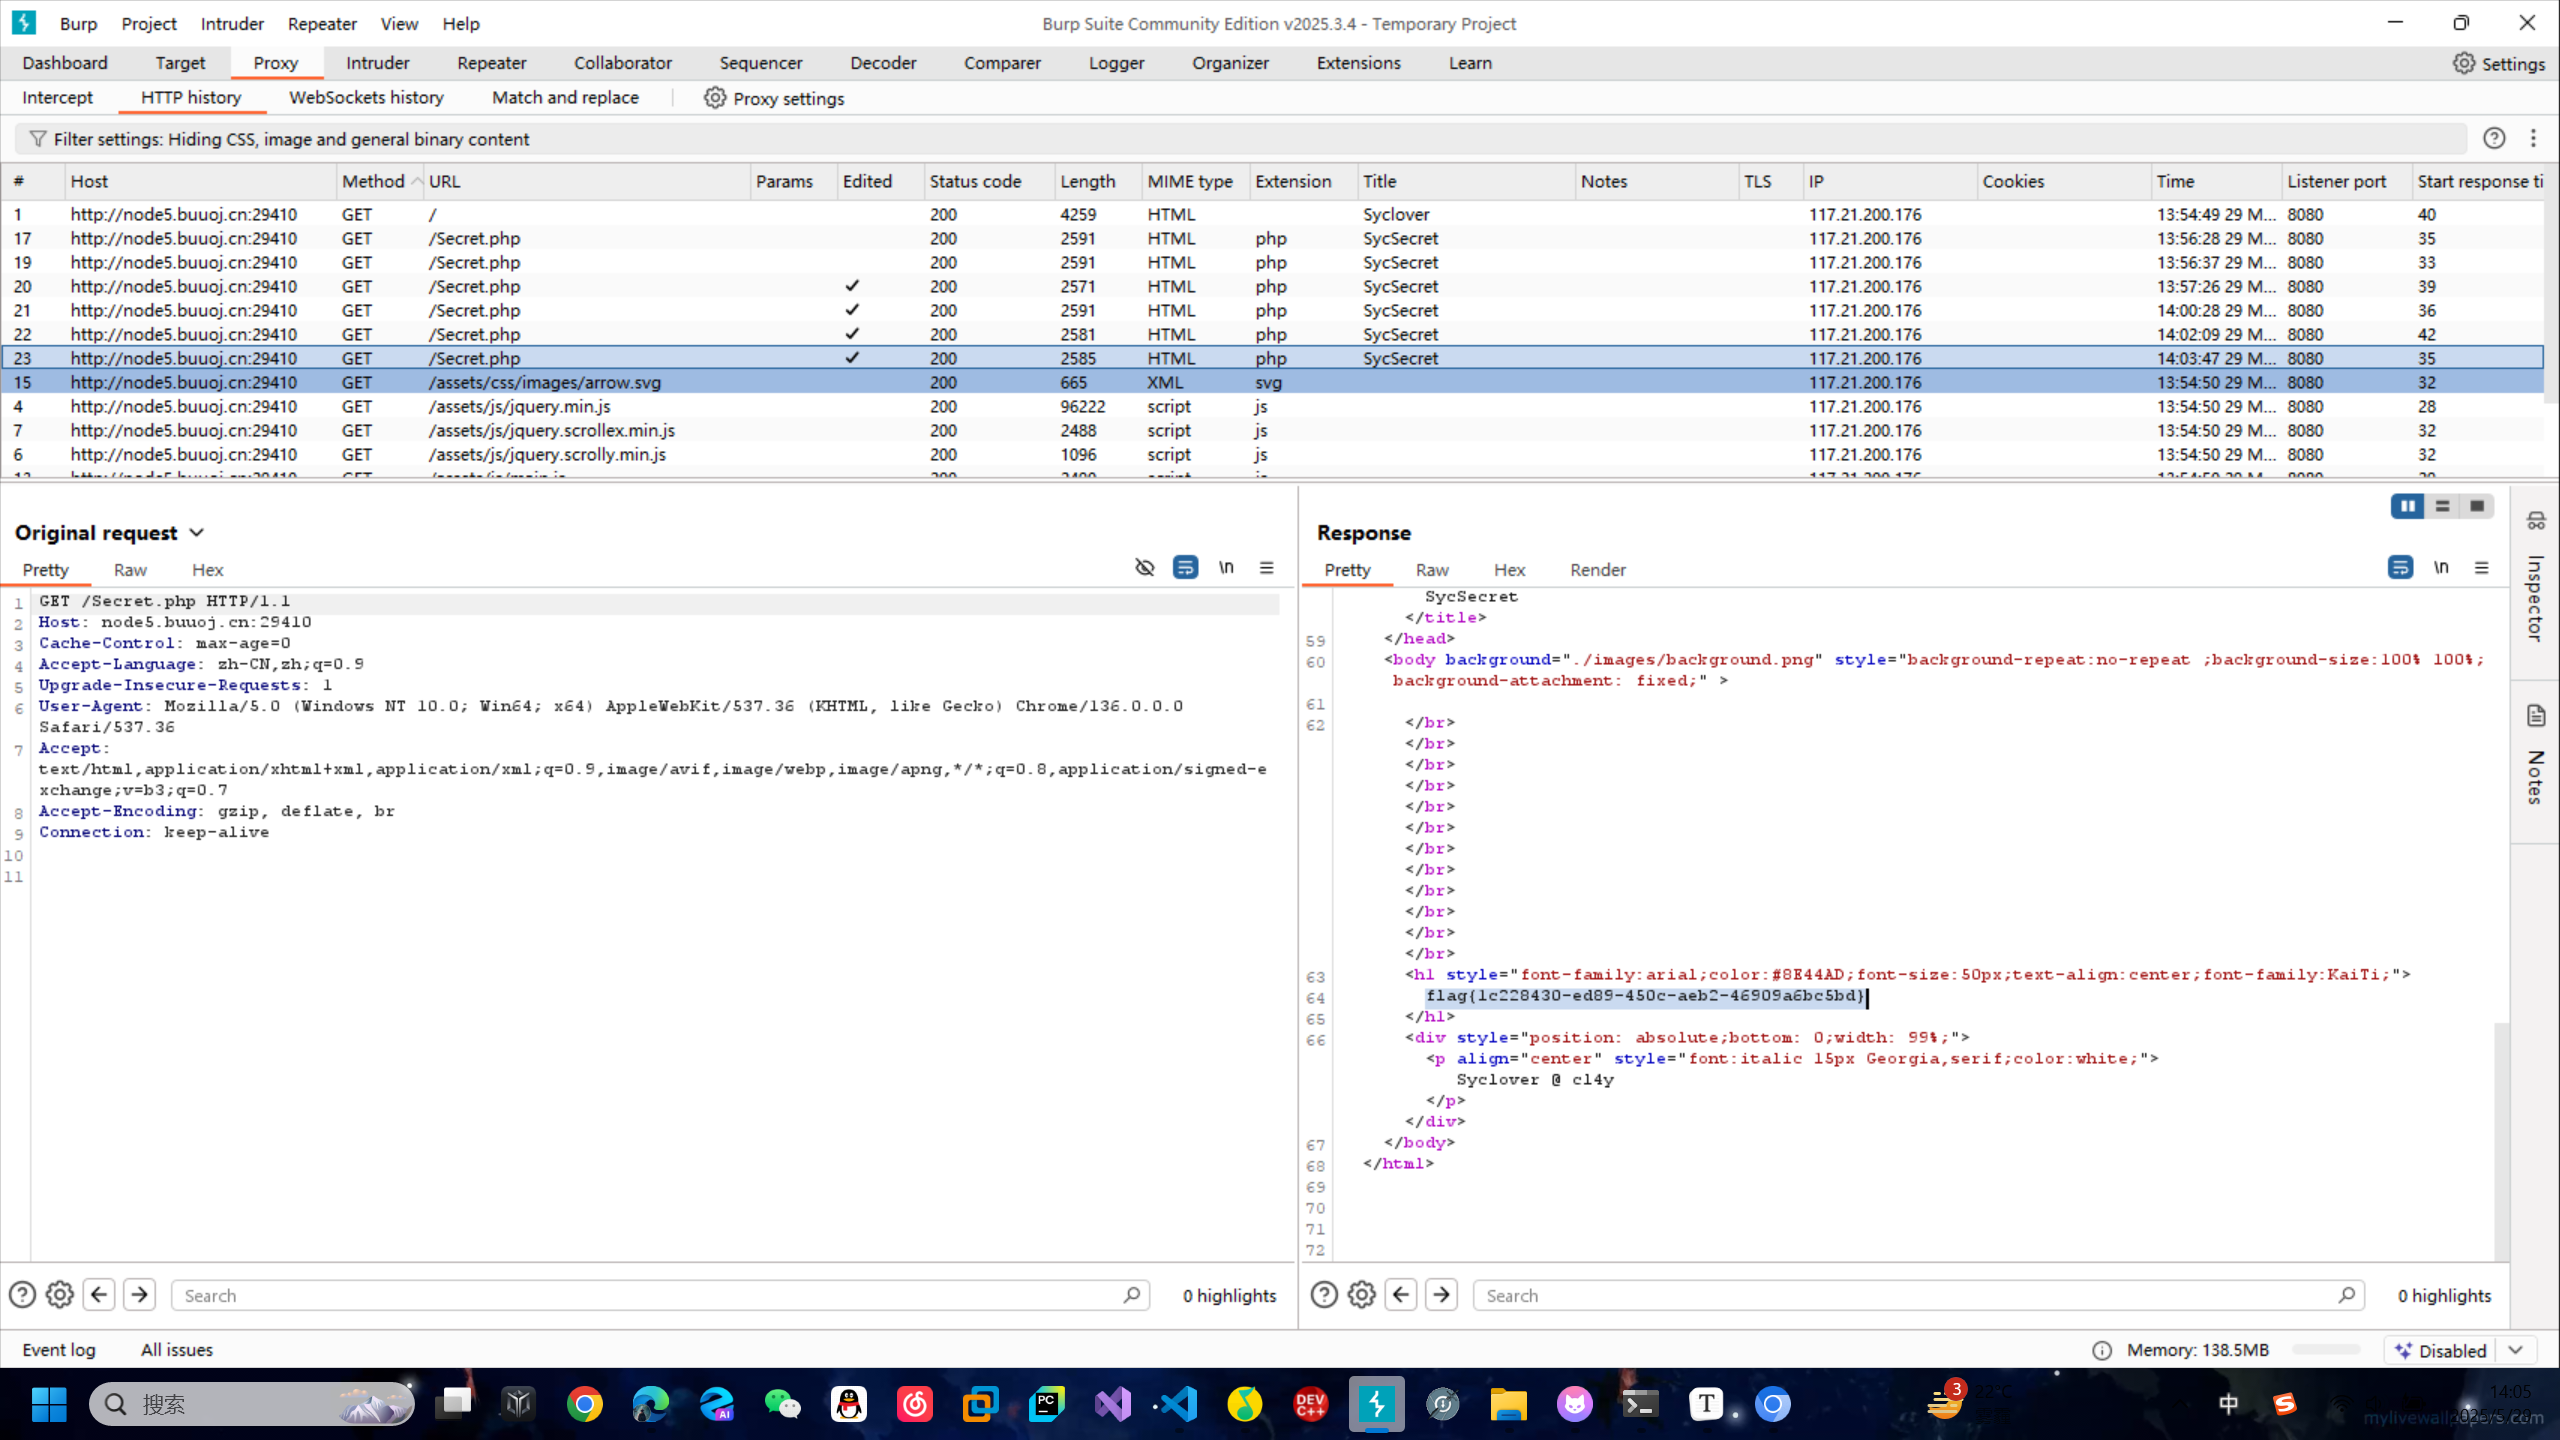 Burp Project Intruder Repeater View Help Burp Suite Community Edition v2025.3.4 - Temporary Project
Dashboard Target Proxy Intruder Repeater Collaborator Sequencer Decoder Comparer Logger Organizer Extensions Learn Settings
Intercept HTTP history WebSockets history Match and replace Proxy settings
Filter settings: Hiding CSS, image and general binary content
# Host Method URL Params Edited Status code Length MIME type Extension Title Notes TLS IP Cookies Time Listener port Start response ti
1 http://node5.buuoj.cn:29410 GET / 200 4259 HTML Syclover 117.21.200.176 13:54:49 29 M... 8080 40
17 http://node5.buuoj.cn:29410 GET /Secret.php 200 2591 HTML php SycSecret 117.21.200.176 13:56:28 29 M... 8080 35
19 http://node5.buuoj.cn:29410 GET /Secret.php 200 2591 HTML php SycSecret 117.21.200.176 13:56:37 29 M... 8080 33
20 http://node5.buuoj.cn:29410 GET /Secret.php ✓ 200 2571 HTML php SycSecret 117.21.200.176 13:57:26 29 M... 8080 39
21 http://node5.buuoj.cn:29410 GET /Secret.php ✓ 200 2591 HTML php SycSecret 117.21.200.176 14:00:28 29 M... 8080 36
22 http://node5.buuoj.cn:29410 GET /Secret.php ✓ 200 2581 HTML php SycSecret 117.21.200.176 14:02:09 29 M... 8080 42
23 http://node5.buuoj.cn:29410 GET /Secret.php ✓ 200 2585 HTML php SycSecret 117.21.200.176 14:03:47 29 M... 8080 35
15 http://node5.buuoj.cn:29410 GET /assets/css/images/arrow.svg 200 665 XML svg 117.21.200.176 13:54:50 29 M... 8080 32
4 http://node5.buuoj.cn:29410 GET /assets/js/jquery.min.js 200 96222 script js 117.21.200.176 13:54:50 29 M... 8080 28
7 http://node5.buuoj.cn:29410 GET /assets/js/jquery.scrollex.min.js 200 2488 script js 117.21.200.176 13:54:50 29 M... 8080 32
6 http://node5.buuoj.cn:29410 GET /assets/js/jquery.scrolly.min.js 200 1096 script js 117.21.200.176 13:54:50 29 M... 8080 32
Original request
Pretty Raw Hex \n
1 GET /Secret.php HTTP/1.1
2 Host: node5.buuoj.cn:29410
3 Cache-Control: max-age=0
4 Accept-Language: zh-CN,zh;q=0.9
5 Upgrade-Insecure-Requests: 1
6 User-Agent: Mozilla/5.0 (Windows NT 10.0; Win64; x64) AppleWebKit/537.36 (KHTML, like Gecko) Chrome/136.0.0.0
Safari/537.36
7 Accept:
text/html,application/xhtml+xml,application/xml;q=0.9,image/avif,image/webp,image/apng,*/*;q=0.8,application/signed-e
xchange;v=b3;q=0.7
8 Accept-Encoding: gzip, deflate, br
9 Connection: keep-alive
10
11
Response
Pretty Raw Hex Render \n
SycSecret
</title>
59 </head>
60 <body background="./images/background.png" style="background-repeat:no-repeat ;background-size:100% 100%;
background-attachment: fixed;" >
61
62 </br>
</br>
</br>
</br>
</br>
</br>
</br>
</br>
</br>
</br>
</br>
</br>
63 <h1 style="font-family:arial;color:#8E44AD;font-size:50px;text-align:center;font-family:KaiTi;">
64 flag{1c228430-ed89-450c-aeb2-46909a6bc5bd}
65 </h1>
66 <div style="position: absolute;bottom: 0;width: 99%;">
<p align="center" style="font:italic 15px Georgia,serif;color:white;">
Syclover @ cl4y
</p>
</div>
67 </body>
68 </html>
69
70
71
72
Inspector
Notes
Search 0 highlights
Search 0 highlights
Event log All issues Memory: 138.5MB Disabled
搜索
AI
PC
DEV C++
T
3
22°C
中
S
14:05
2025/5/29
mylivewallpapers.com